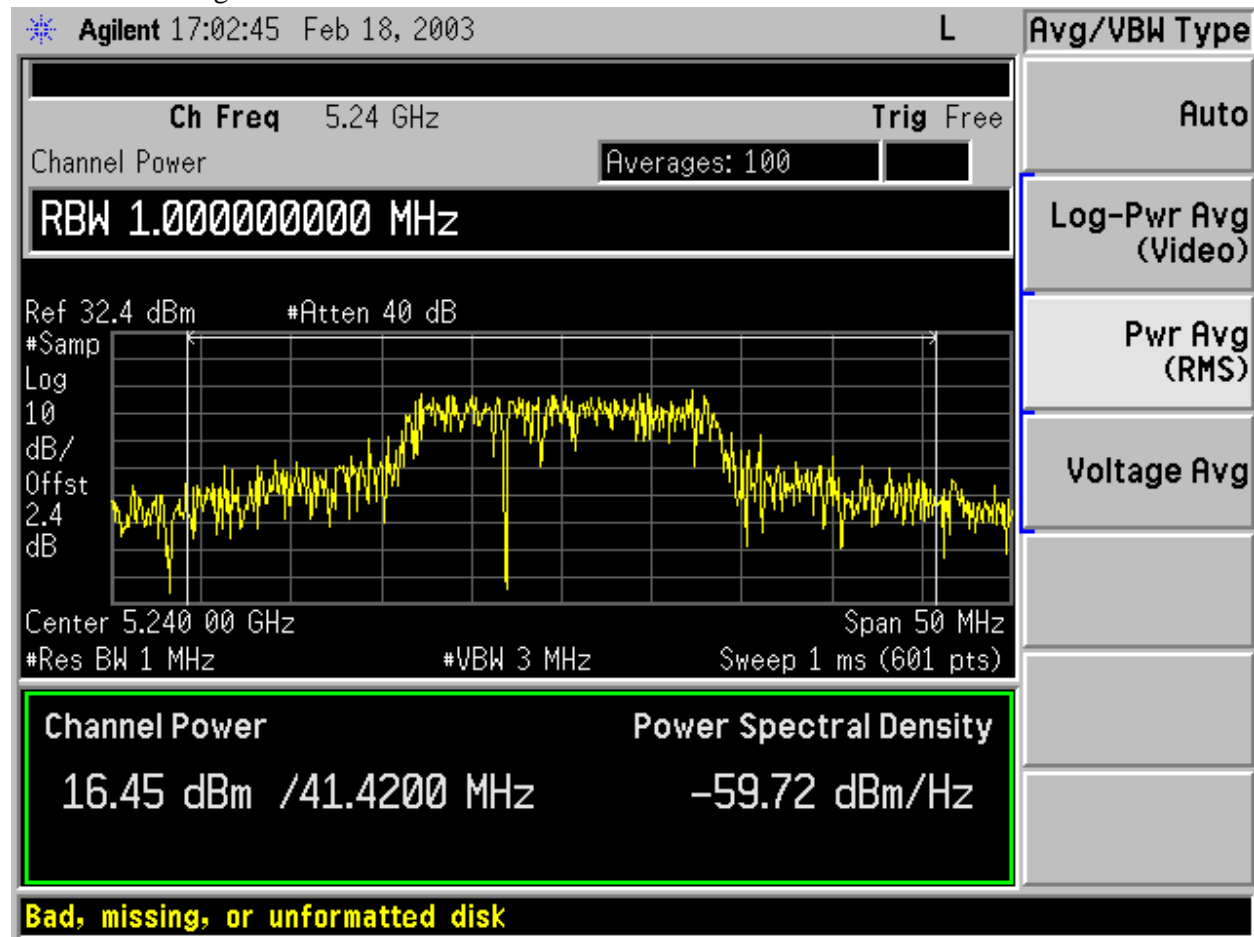 Agilent 17:02:45 Feb 18, 2003 L
Avg/VBW Type
Ch Freq 5.24 GHz Trig Free
Channel Power Averages: 100
RBW 1.000000000 MHz
Ref 32.4 dBm #Atten 40 dB
#Samp
Log
10
dB/
Offst
2.4
dB
Center 5.240 00 GHz Span 50 MHz
#Res BW 1 MHz #VBW 3 MHz Sweep 1 ms (601 pts)
Channel Power Power Spectral Density
16.45 dBm /41.4200 MHz -59.72 dBm/Hz
Bad, missing, or unformatted disk
Auto
Log-Pwr Avg
(Video)
Pwr Avg
(RMS)
Voltage Avg